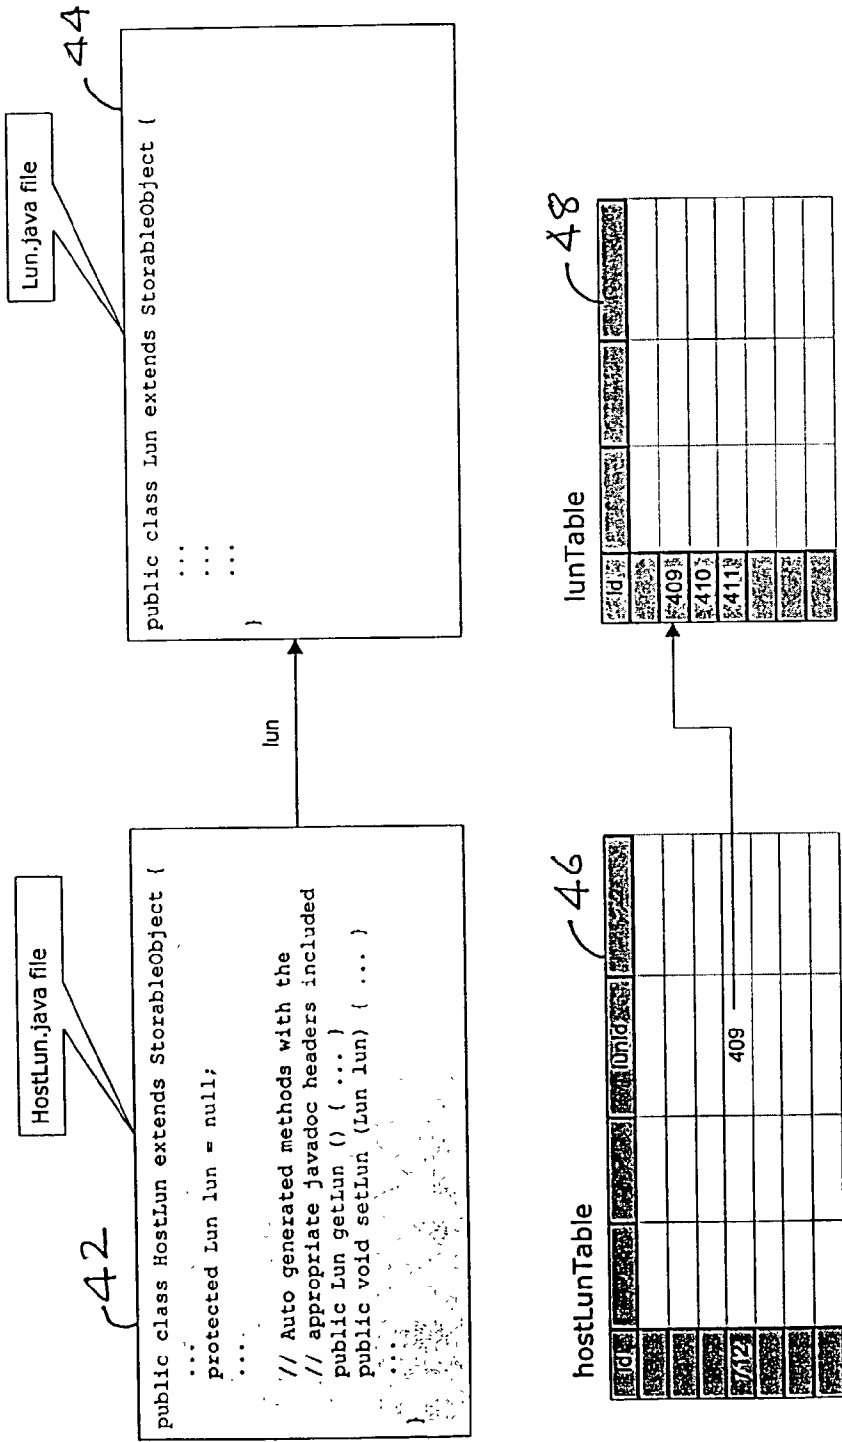 HostLun.java file
42
public class HostLun extends StorableObject {
...
protected Lun lun = null;
....
// Auto generated methods with the
// appropriate javadoc headers included
public Lun getLun () { ... }
public void setLun (Lun lun) { ... }
....
}
lun
Lun.java file
44
public class Lun extends StorableObject {
...
...
...
}
hostLunTable
46
id
lunId
712
409
lunTable
48
id
409
410
411